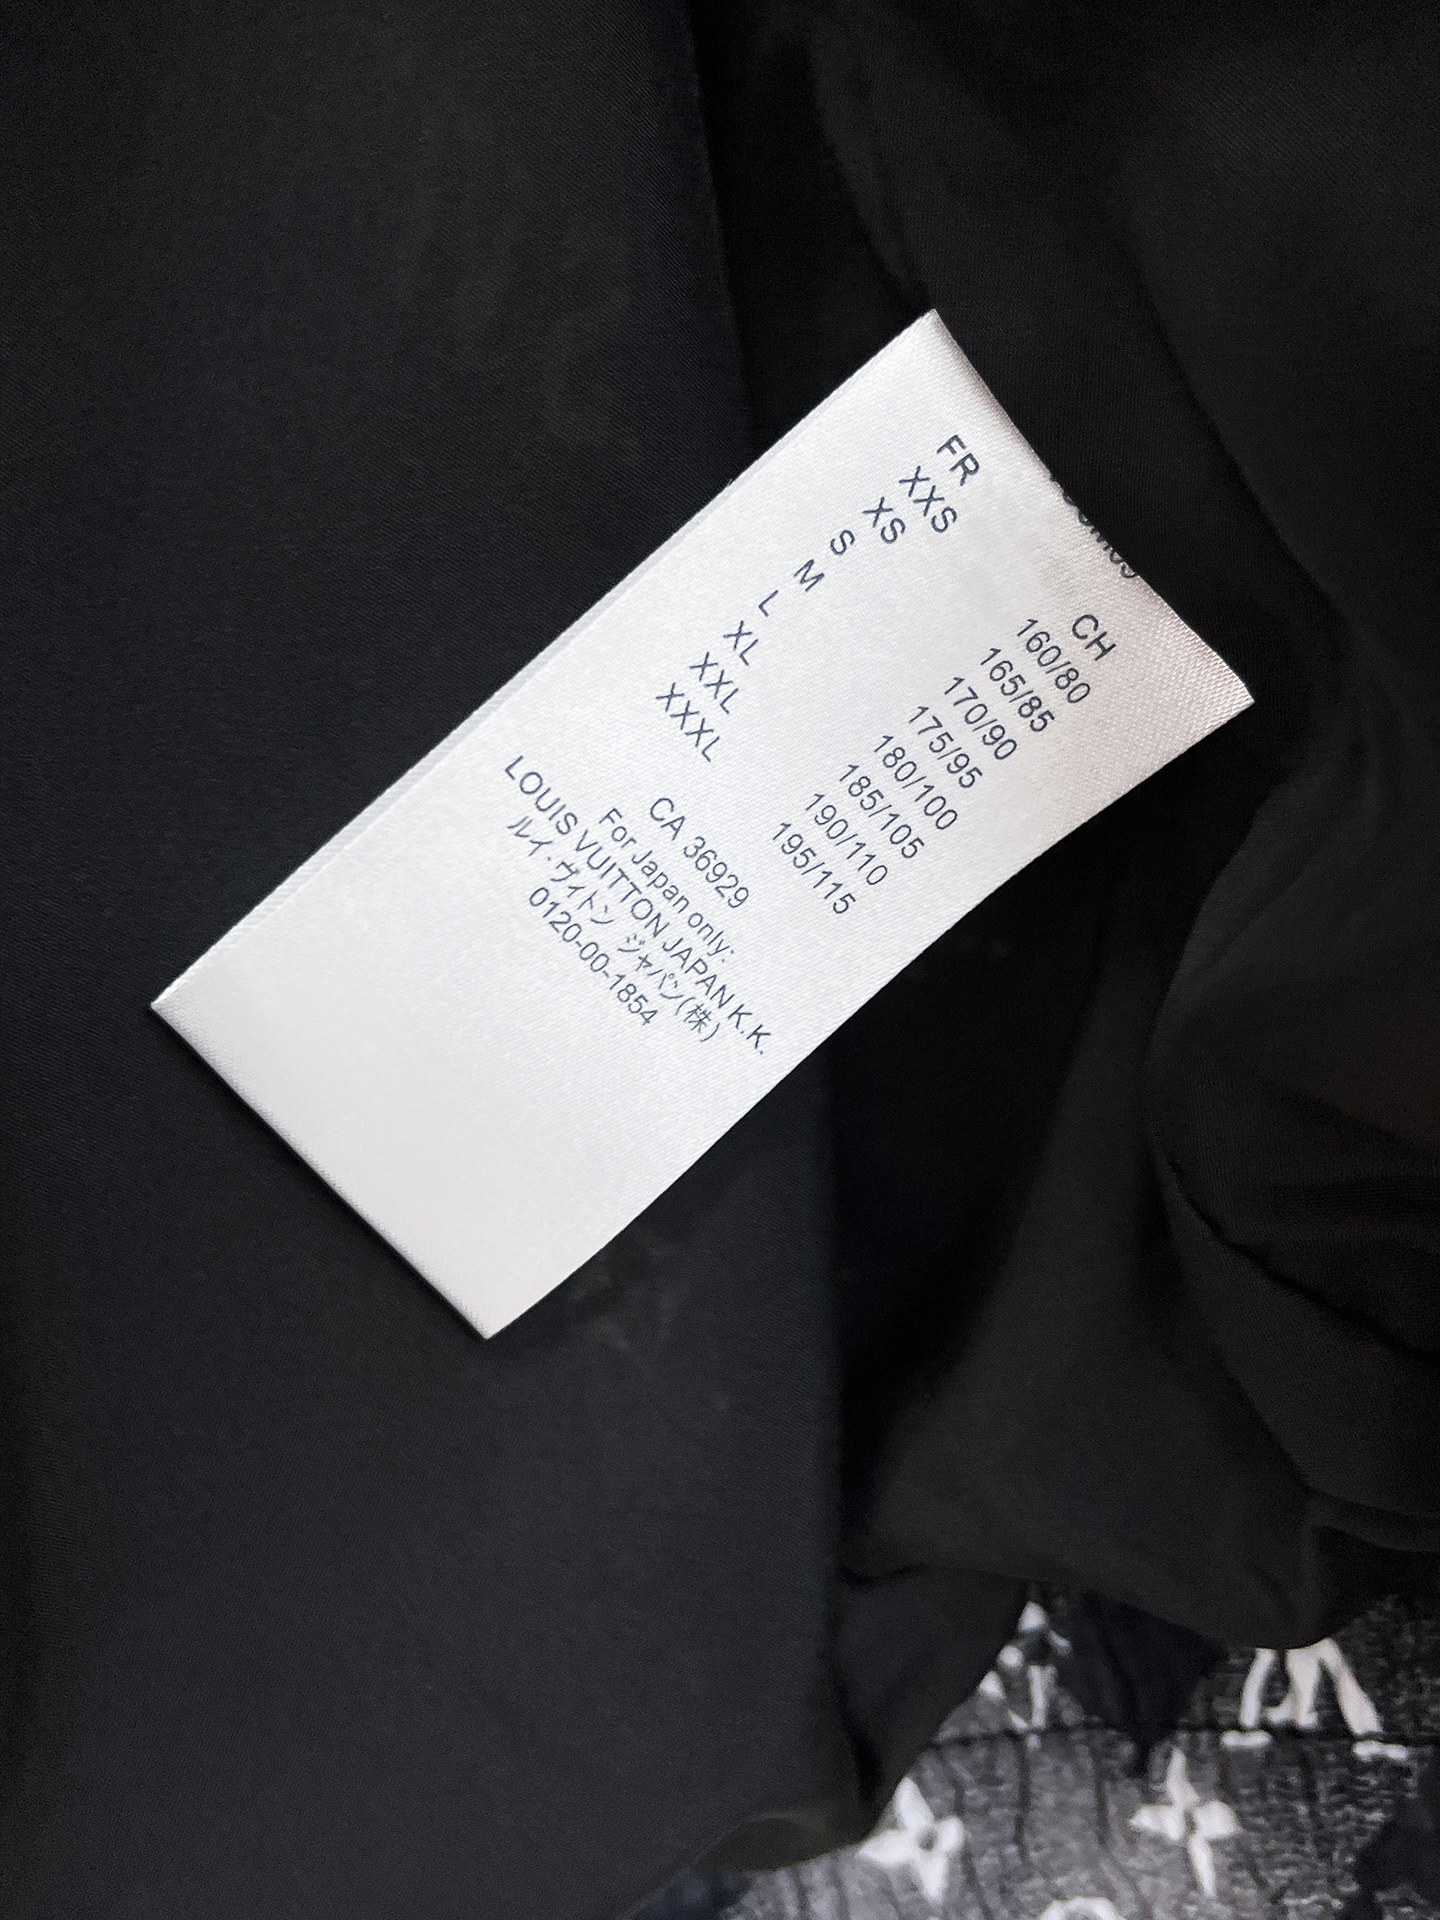 FR CH
XXS 160/80
XS 165/85
S 170/90
M 175/95
L 180/100
XL 185/105
XXL 190/110
XXXL 195/115
CA 36929
For Japan only:
LOUIS VUITTON JAPAN K.K.
ルイ・ヴィトン ジャパン(株)
0120-00-1854